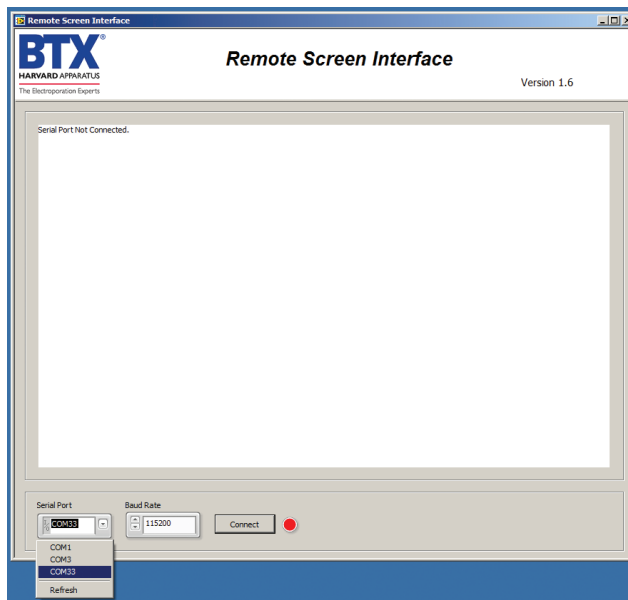 Remote Screen Interface
BTX®
HARVARD APPARATUS
The Electroporation Experts
Remote Screen Interface
Version 1.6
Serial Port Not Connected.
Serial Port
Baud Rate
COM33
115200
Connect
COM1
COM3
COM33
Refresh